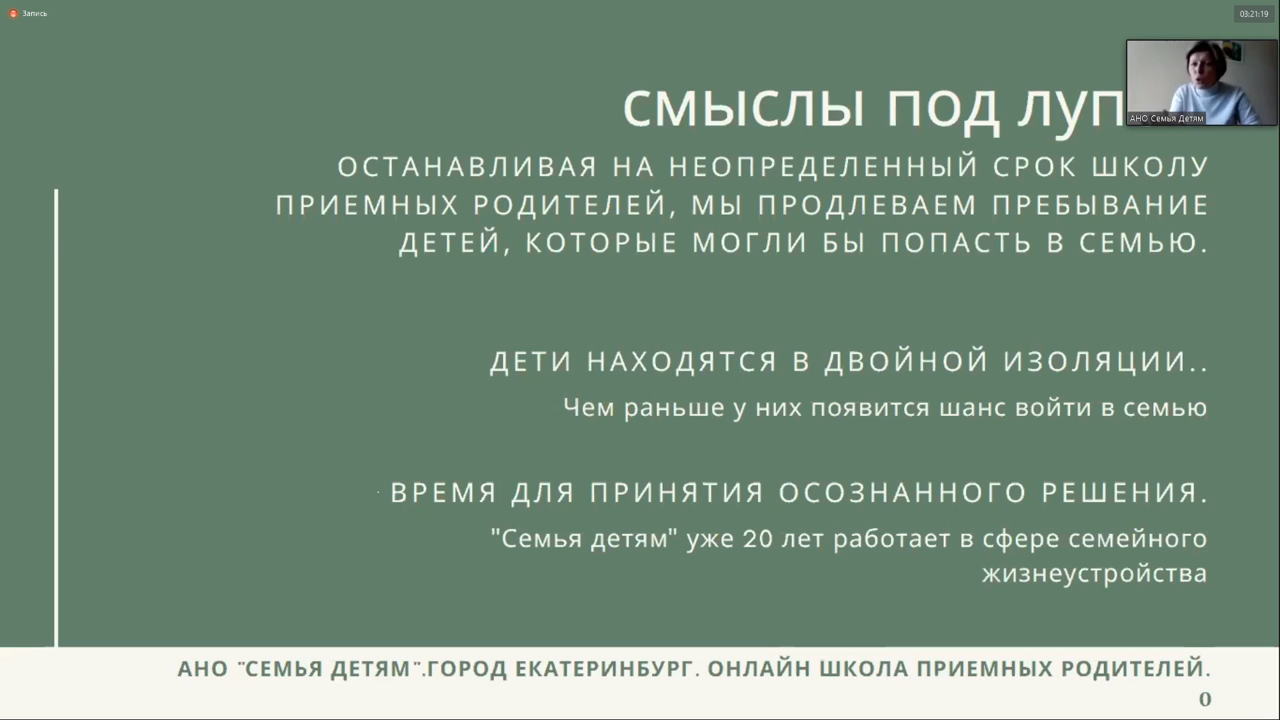 Запись
03:21:19
СМЫСЛЫ ПОД
АНО Семья Детям
ОСТАНАВЛИВАЯ НА НЕОПРЕДЕЛЕННЫЙ СРОК ШКОЛУ
ПРИЕМНЫХ РОДИТЕЛЕЙ, МЫ ПРОДЛЕВАЕМ ПРЕБЫВАНИЕ
ДЕТЕЙ, КОТОРЫЕ МОГЛИ БЫ ПОПАСТЬ В СЕМЬЮ.
ДЕТИ НАХОДЯТСЯ В ДВОЙНОЙ ИЗОЛЯЦИИ..
Чем раньше у них появится шанс войти в семью
ВРЕМЯ ДЛЯ ПРИНЯТИЯ ОСОЗНАННОГО РЕШЕНИЯ.
"Семья детям" уже 20 лет работает в сфере семейного
жизнеустройства
АНО "СЕМЬЯ ДЕТЯМ".ГОРОД ЕКАТЕРИНБУРГ. ОНЛАЙН ШКОЛА ПРИЕМНЫХ РОДИТЕЛЕЙ.
0